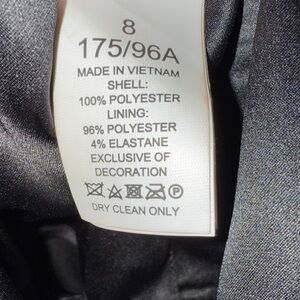 8
175/96A
MADE IN VIETNAM
SHELL:
100% POLYESTER
LINING:
96% POLYESTER
4% ELASTANE
EXCLUSIVE OF
DECORATION
P
DRY CLEAN ONLY